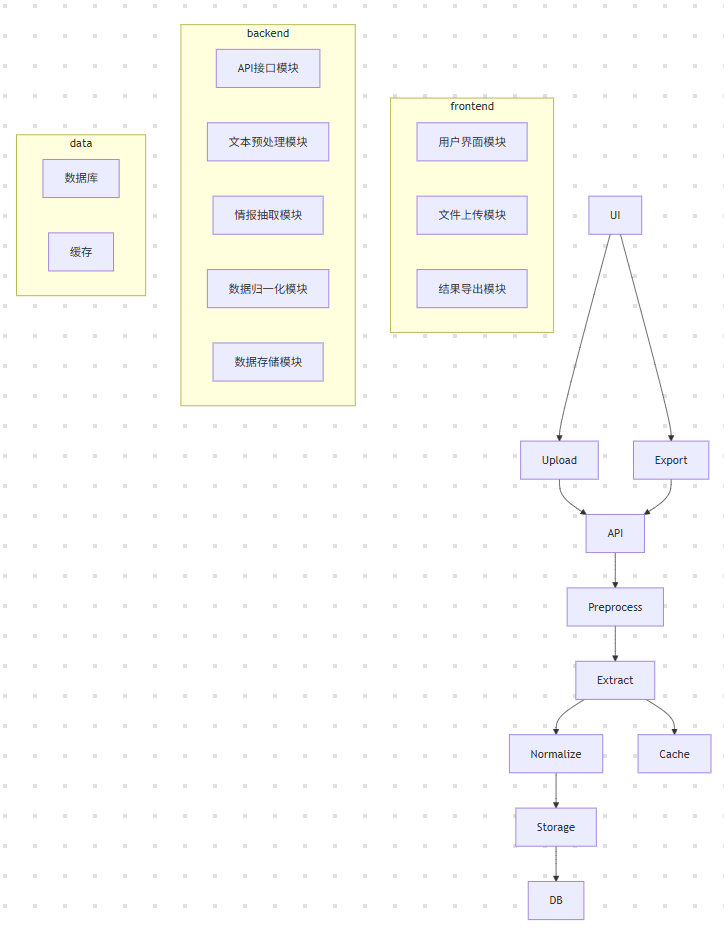 data
数据库
缓存
backend
API接口模块
文本预处理模块
情报抽取模块
数据归一化模块
数据存储模块
frontend
用户界面模块
文件上传模块
结果导出模块
UI
Upload
Export
API
Preprocess
Extract
Normalize
Cache
Storage
DB